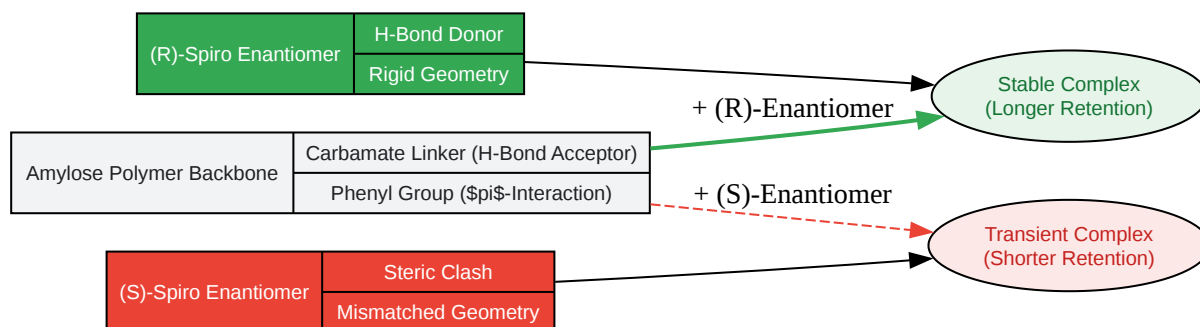 (R)-Spiro Enantiomer
H-Bond Donor
Rigid Geometry
Stable Complex
(Longer Retention)
+ (R)-Enantiomer
Amylose Polymer Backbone
Carbamate Linker (H-Bond Acceptor)
Phenyl Group ($pi$-Interaction)
+ (S)-Enantiomer
Transient Complex
(Shorter Retention)
(S)-Spiro Enantiomer
Steric Clash
Mismatched Geometry